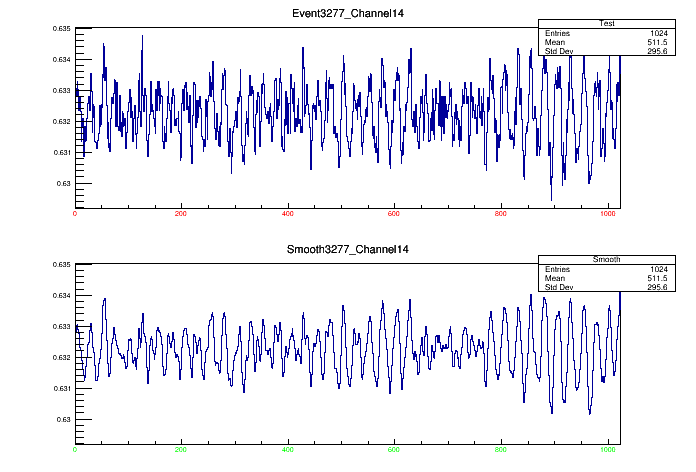 Event3277_Channel14
Test
Entries 1024
Mean 511.5
Std Dev 295.6
0.635
0.634
0.633
0.632
0.631
0.63
0 200 400 600 800 1000
Smooth3277_Channel14
Smooth
Entries 1024
Mean 511.5
Std Dev 295.6
0.635
0.634
0.633
0.632
0.631
0.63
0 200 400 600 800 1000